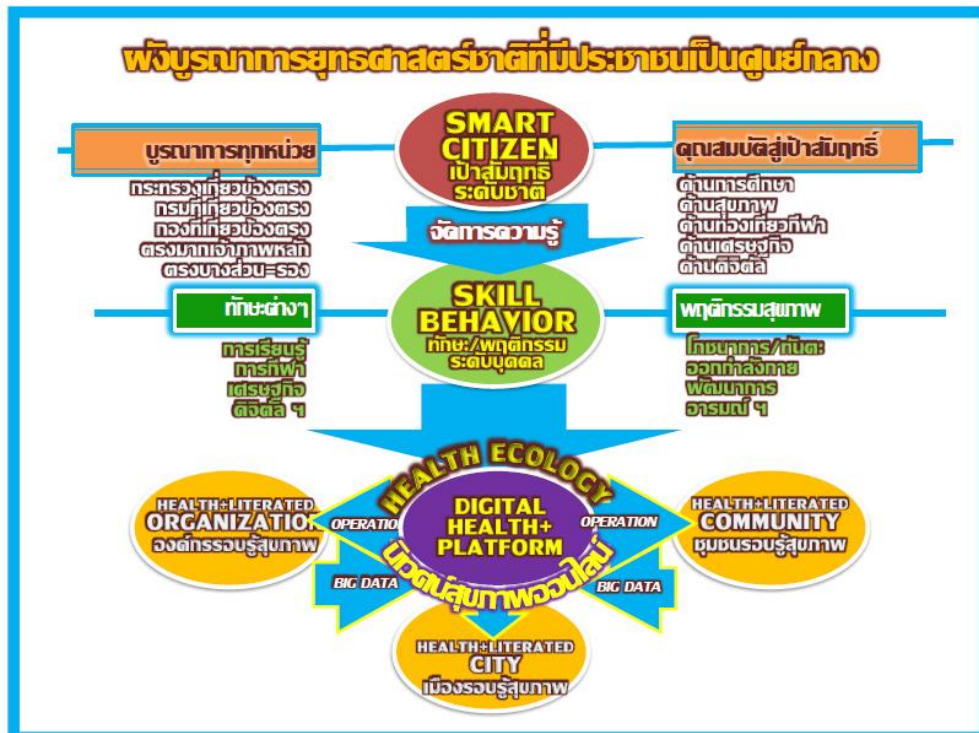 ผังบูรณาการยุทธศาสตร์ชาติที่มีประชาชนเป็นศูนย์กลาง
บูรณาการทุกหน่วย
กระทรวงเกี่ยวข้องตรง
กรมที่เกี่ยวข้องตรง
กองที่เกี่ยวข้องตรง
ตรงมากเจ้าภาพหลัก
ตรงบางส่วน=รอง
SMART
CITIZEN
เป้าสัมฤทธิ
ระดับชาติ
คุณสมบัติสู่เป้าสัมฤทธิ์
ด้านการศึกษา
ด้านสุขภาพ
ด้านท่องเที่ยวกีฬา
ด้านเศรษฐกิจ
ด้านดิจิตัล
จัดการความรู้
ทักษะต่างๆ
การเรียนรู้
การกีฬา
เศรษฐกิจ
ดิจิตัล ฯ
SKILL
BEHAVIOR
ทักษะ/พฤติกรรม
ระดับบุคคล
พฤติกรรมสุขภาพ
โภชนาการ/ทันตะ
ออกกำลังกาย
พัฒนาการ
อารมณ์ ฯ
HEALTH ECOLOGY
DIGITAL
HEALTH+
PLATFORM
นิเวศน์สุขภาพออนไลน์
HEALTH+LITERATED
ORGANIZATION
องค์กรรอบรู้สุขภาพ
OPERATION
BIG DATA
OPERATION
BIG DATA
HEALTH+LITERATED
COMMUNITY
ชุมชนรอบรู้สุขภาพ
HEALTH+LITERATED
CITY
เมืองรอบรู้สุขภาพ